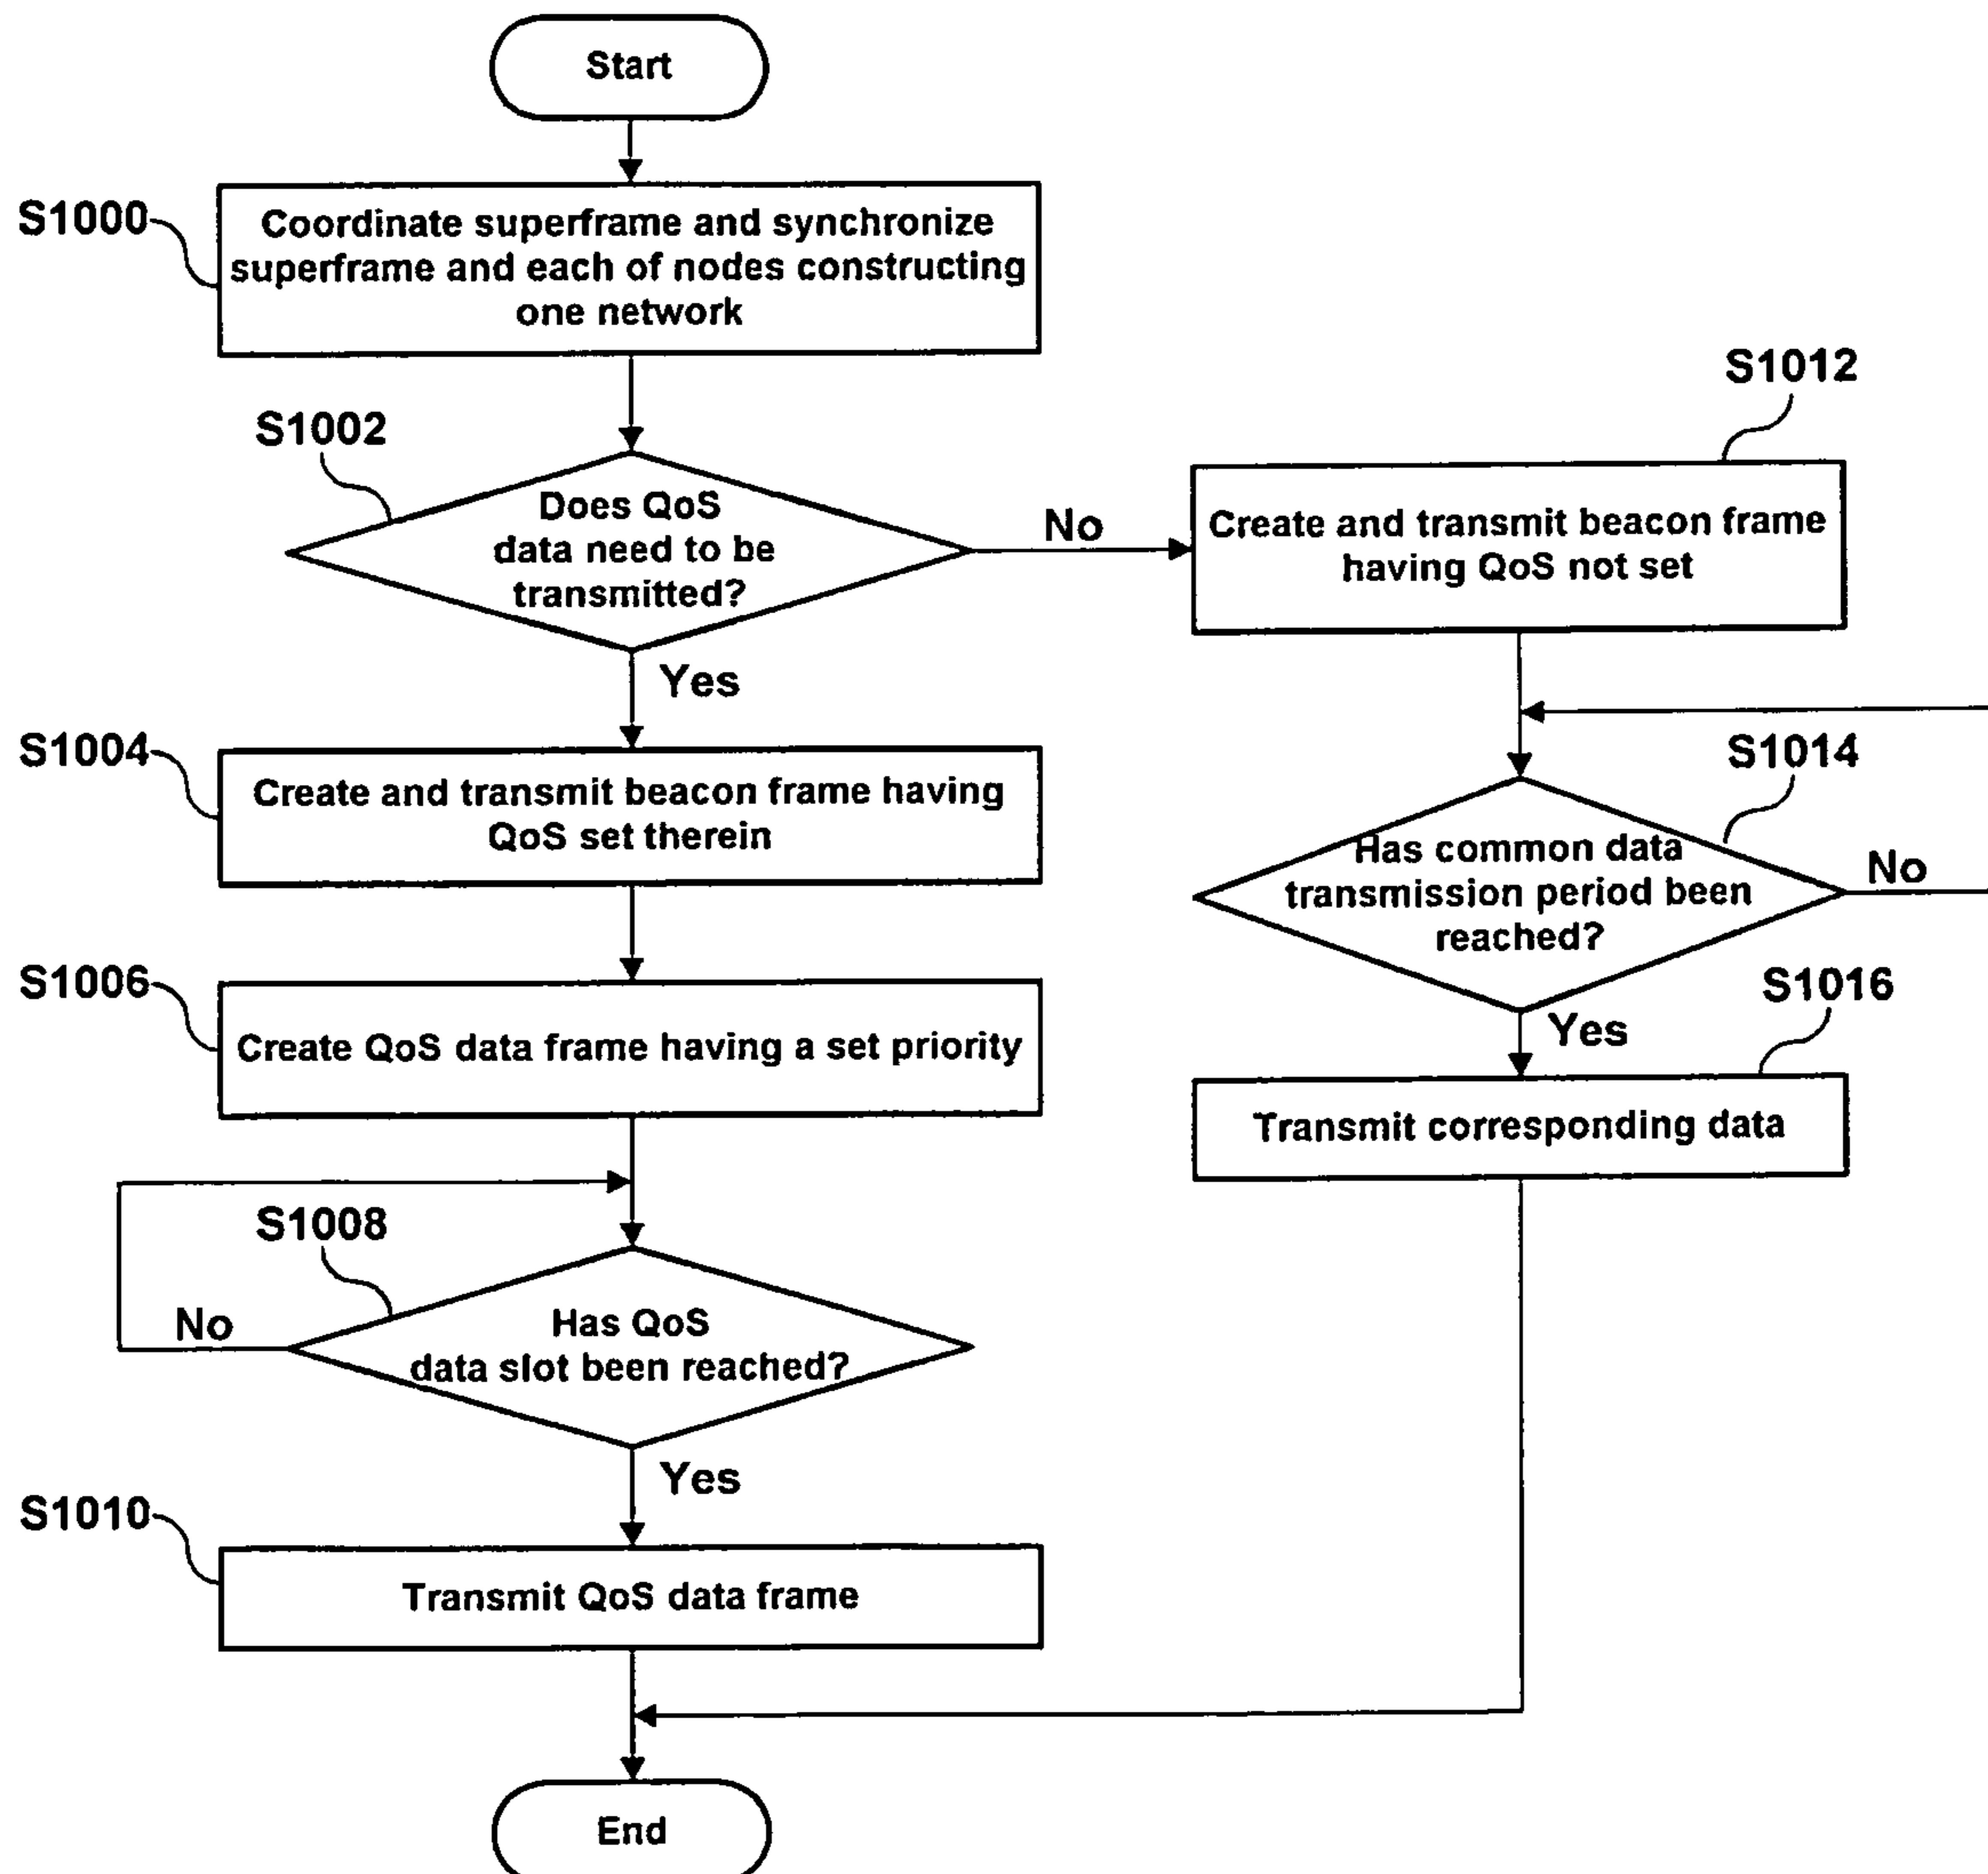 Start
S1000
Coordinate superframe and synchronize
superframe and each of nodes constructing
one network
S1002
Does QoS
data need to be
transmitted?
No
Yes
S1004
Create and transmit beacon frame having
QoS set therein
S1006
Create QoS data frame having a set priority
S1008
Has QoS
data slot been reached?
No
Yes
S1010
Transmit QoS data frame
S1012
Create and transmit beacon frame
having QoS not set
S1014
Has common data
transmission period been
reached?
No
Yes
S1016
Transmit corresponding data
End